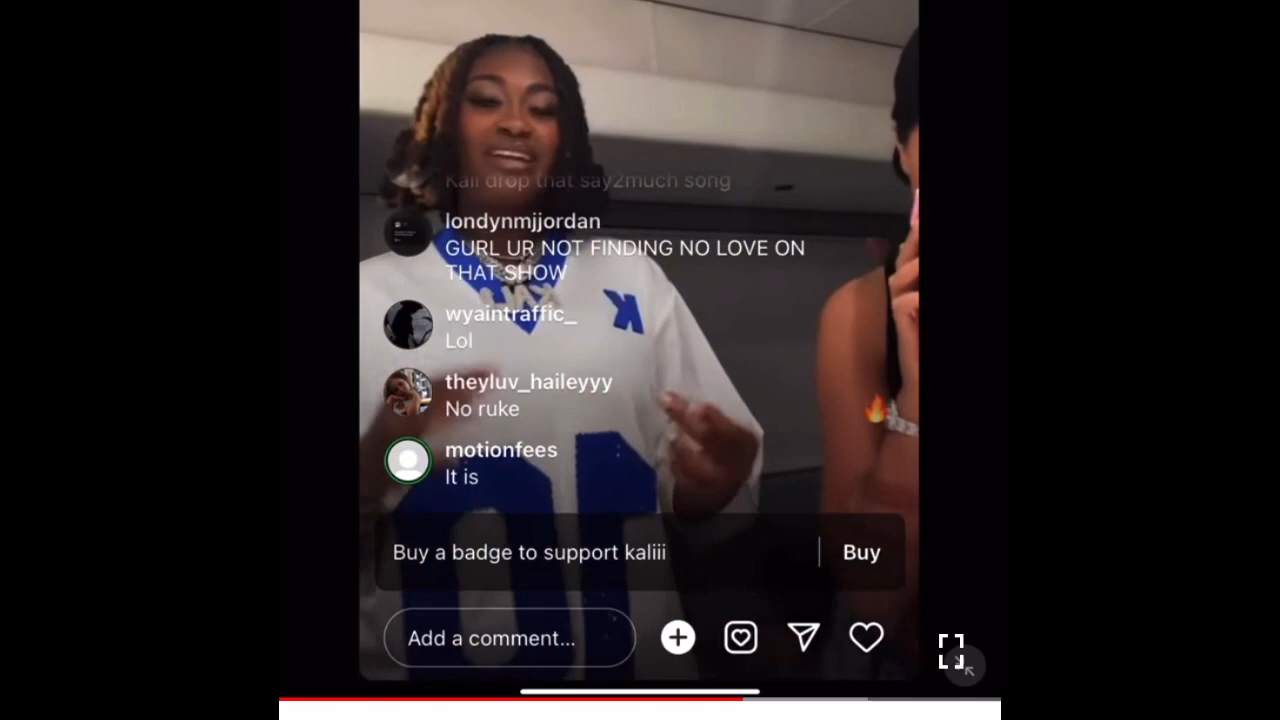 Kali drop that say2much song
londynmjjordan
GURL UR NOT FINDING NO LOVE ON
THAT SHOW
wyaintraffic_
Lol
theyluv_haileyyy
No ruke
motionfees
It is
Buy a badge to support kaliii
Buy
Add a comment...
K
10